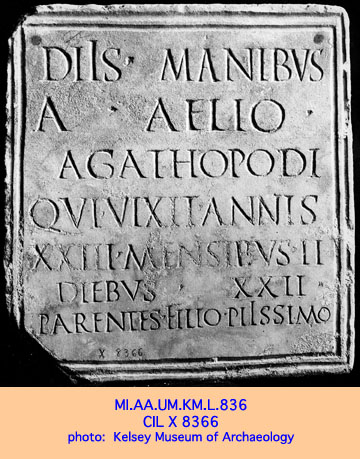 DIIS · MANIBVS
A · AELIO ·
AGATHOPODI
QVI·VIXIT·ANNIS
XXIII·MENSIBVS·II
DIEBVS · XXII
PARENTES·FILIO·PIISSIMO
X 8366
MI.AA.UM.KM.L.836
CIL X 8366
photo: Kelsey Museum of Archaeology